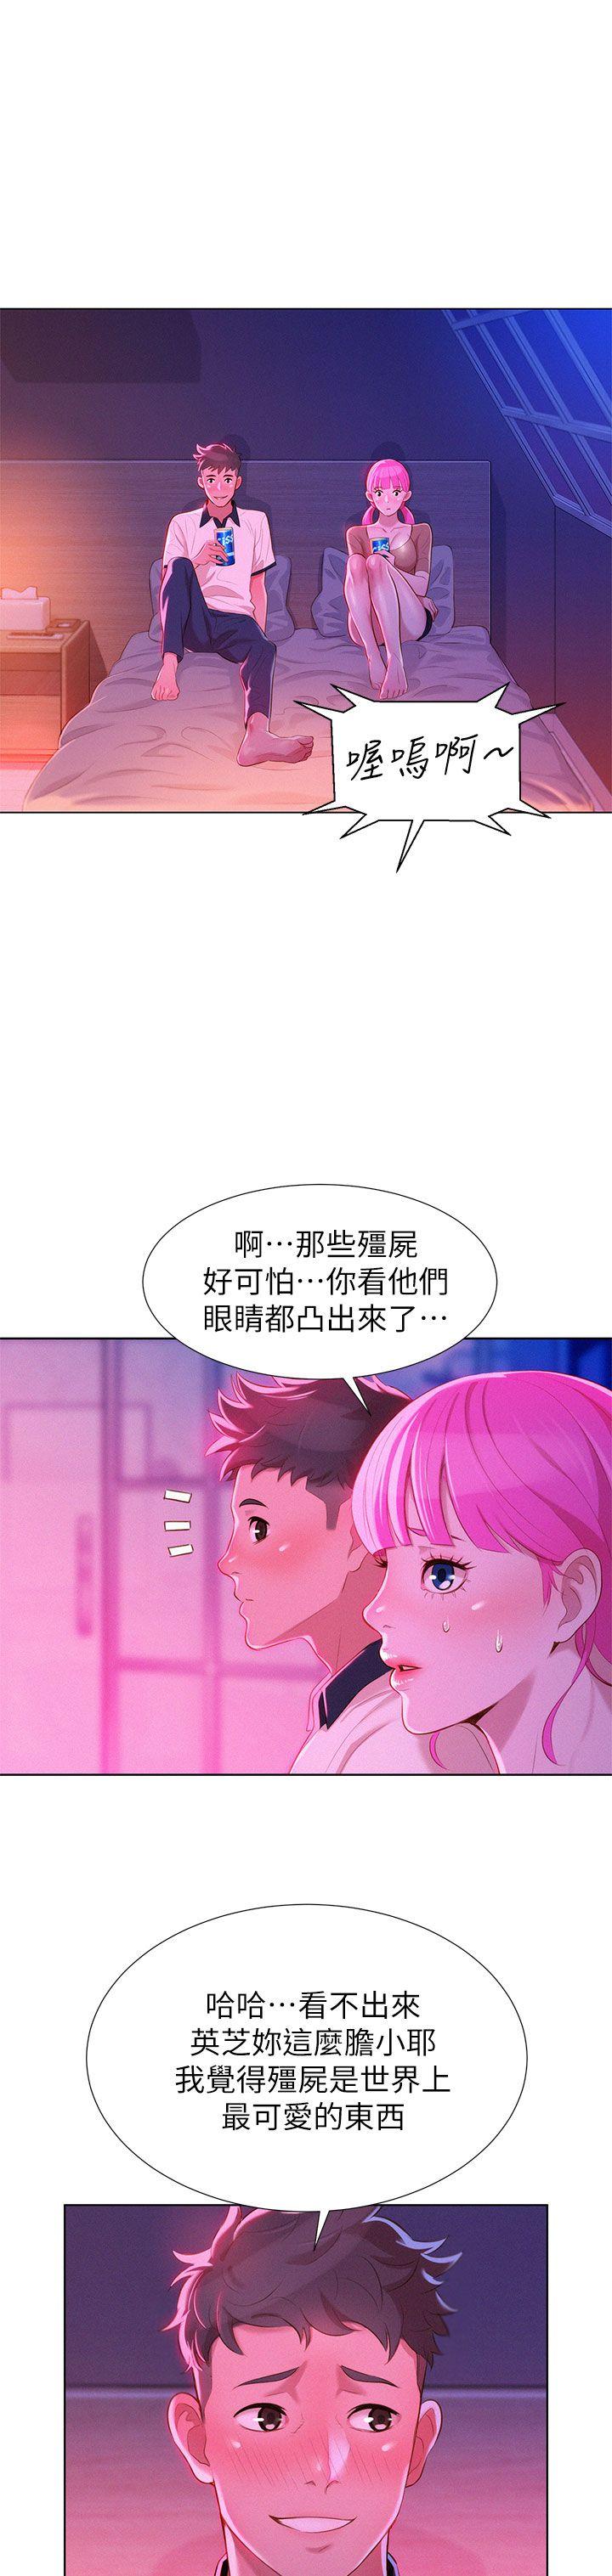 喔嗚啊~
啊⋯那些殭屍
好可怕⋯你看他們
眼睛都凸出來了⋯
哈哈⋯看不出來
英芝妳這麼膽小耶
我覺得殭屍是世界上
最可愛的東西